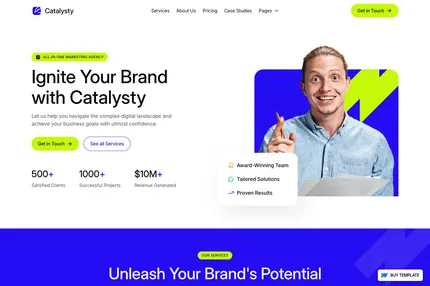 Catalysty
Services About Us Pricing Case Studies Pages
Get in Touch
ALL-IN-ONE MARKETING AGENCY
Ignite Your Brand
with Catalysty
Let us help you navigate the complex digital landscape and
achieve your business goals with utmost confidence.
Get in Touch
See all Services
500+ 1000+ $10M+
Satisfied Clients Successful Projects Revenue Generated
Award-Winning Team
Tailored Solutions
Proven Results
OUR SERVICES
Unleash Your Brand's Potential
BUY TEMPLATE